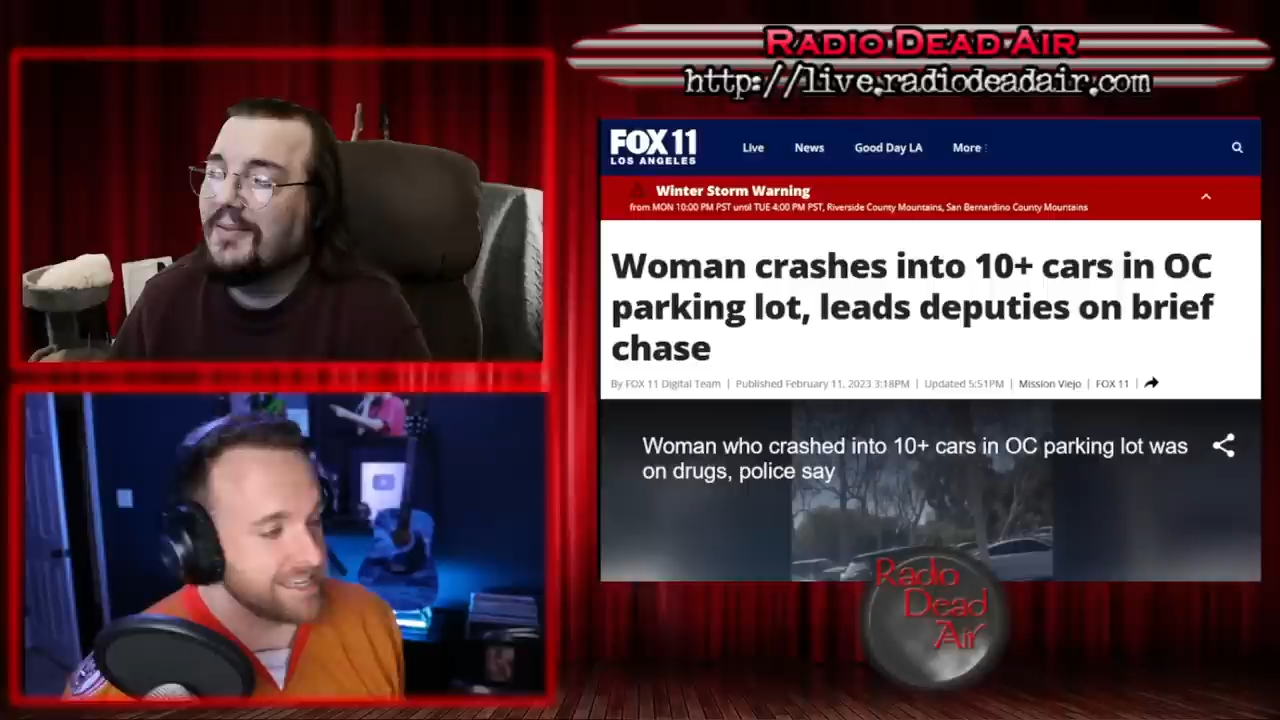 RADIO DEAD AIR
http://live.radiodeadair.com
FOX 11
LOS ANGELES
Live
News
Good Day LA
More
Winter Storm Warning
from MON 10:00 PM PST until TUE 4:00 PM PST, Riverside County Mountains, San Bernardino County Mountains
Woman crashes into 10+ cars in OC
parking lot, leads deputies on brief
chase
By FOX 11 Digital Team | Published February 11, 2023 3:18PM | Updated 5:51PM | Mission Viejo | FOX 11 |
Woman who crashed into 10+ cars in OC parking lot was
on drugs, police say
Radio
Dead
Air